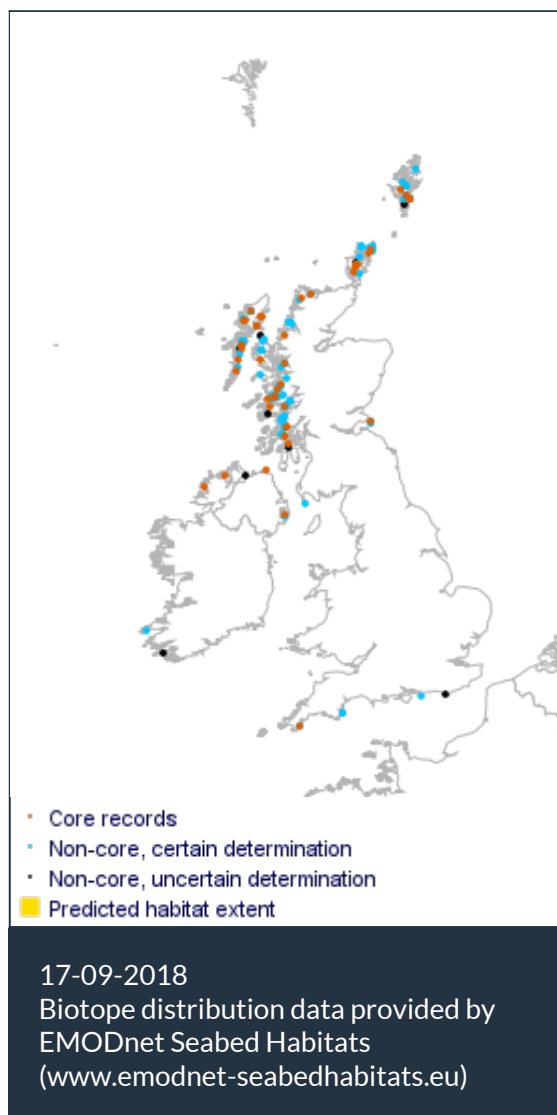 Core records
Non-core, certain determination
Non-core, uncertain determination
Predicted habitat extent
17-09-2018
Biotope distribution data provided by
EMODnet Seabed Habitats
(www.emodnet-seabedhabitats.eu)